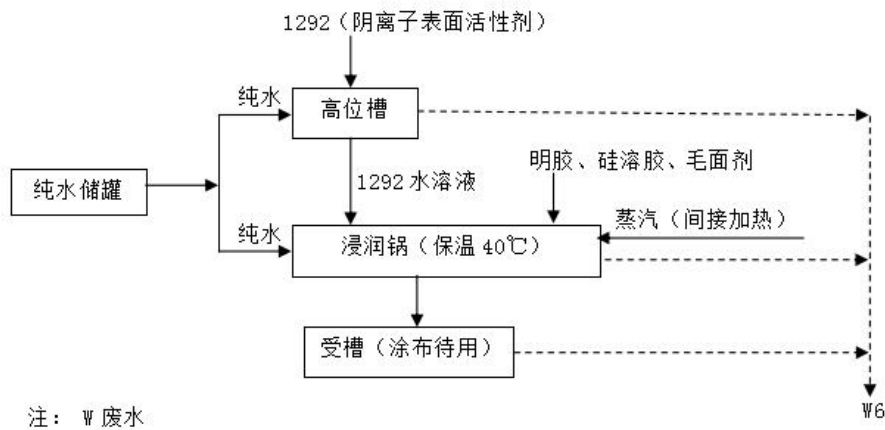 1292（阴离子表面活性剂）
纯水
高位槽
明胶、硅溶胶、毛面剂
纯水储罐
1292水溶液
蒸汽（间接加热）
纯水
浸润锅（保温40℃）
受槽（涂布待用）
W6
注： W废水